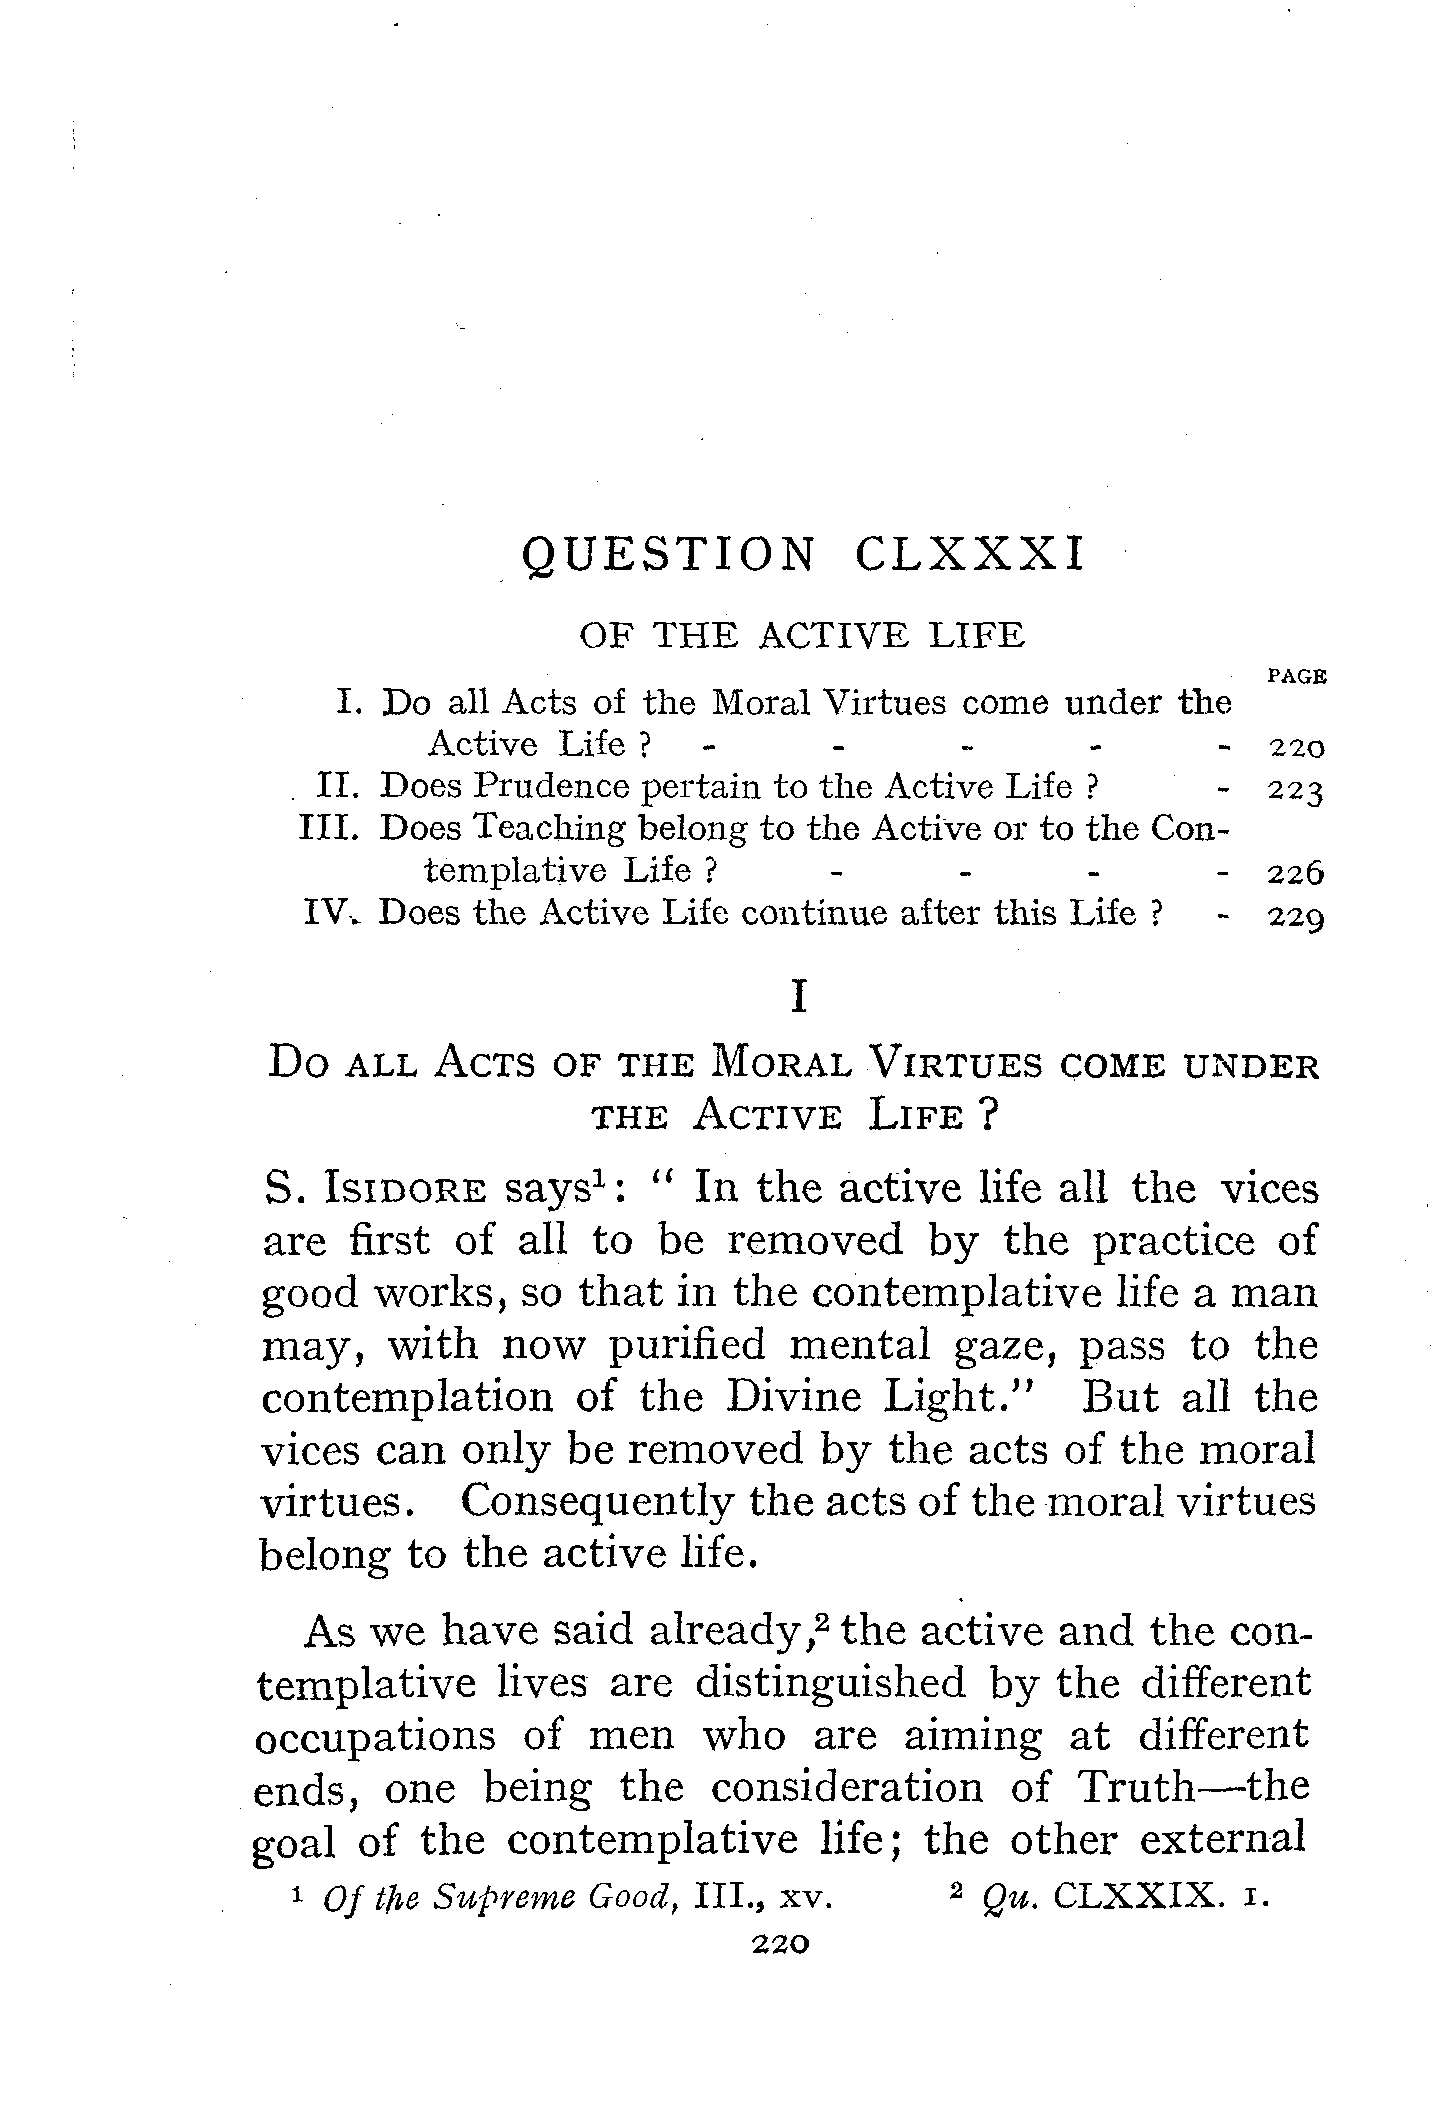 QUESTION CLXXXI
OF THE ACTIVE LIFE
PAGE
I. Do all Acts of the Moral Virtues come under the
Active Life ? - - - - - 220
II. Does Prudence pertain to the Active Life ? - 223
III. Does Teaching belong to the Active or to the Con-
templative Life ? - - - - 226
IV. Does the Active Life continue after this Life ? - 229
I
DO ALL ACTS OF THE MORAL VIRTUES COME UNDER
THE ACTIVE LIFE ?
S. ISIDORE says¹: “ In the active life all the vices
are first of all to be removed by the practice of
good works, so that in the contemplative life a man
may, with now purified mental gaze, pass to the
contemplation of the Divine Light.” But all the
vices can only be removed by the acts of the moral
virtues. Consequently the acts of the moral virtues
belong to the active life.
As we have said already,² the active and the con-
templative lives are distinguished by the different
occupations of men who are aiming at different
ends, one being the consideration of Truth—the
goal of the contemplative life; the other external
¹ Of the Supreme Good, III., xv. ² Qu. CLXXIX. 1.
220